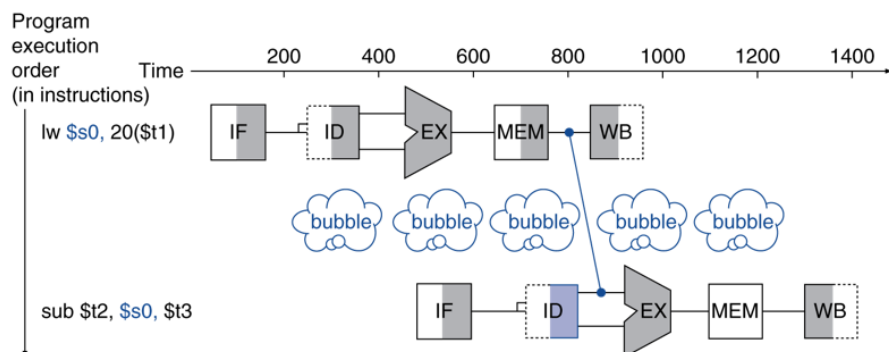 Program
execution
order
(in instructions)
Time
200 400 600 800 1000 1200 1400
lw $s0, 20($t1)
IF ID EX MEM WB
bubble bubble bubble bubble bubble
sub $t2, $s0, $t3
IF ID EX MEM WB